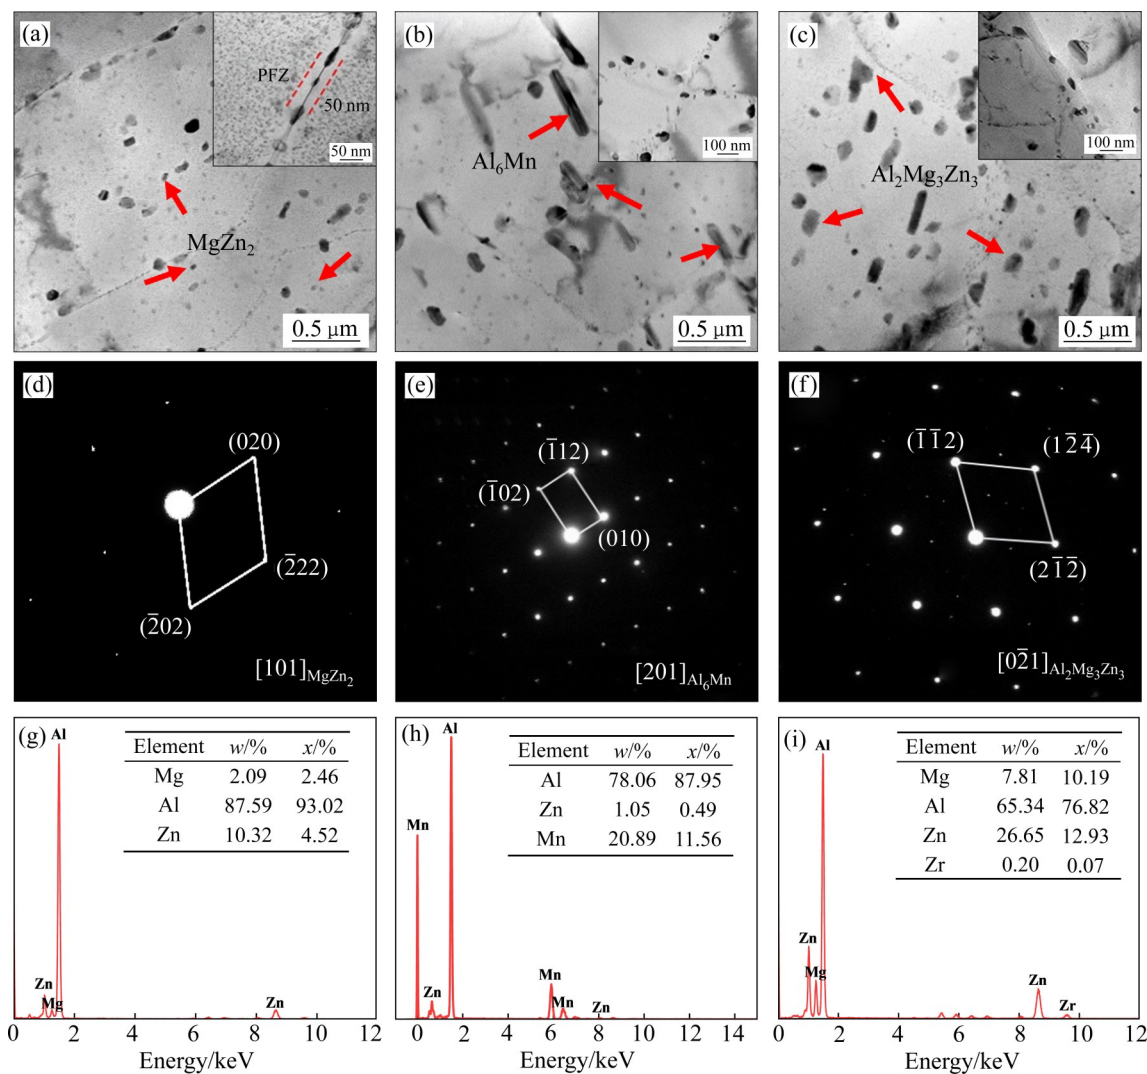 (a)
PFZ
50 nm
50 nm
MgZn₂
0.5 μm
(b)
100 nm
Al₆Mn
0.5 μm
(c)
100 nm
Al₂Mg₃Zn₃
0.5 μm
(d)
(020)
(2̅22)
(2̅02)
[101]MgZn₂
(e)
(1̅12)
(1̅02)
(010)
[201]Al₆Mn
(f)
(1̅1̅2)
(12̅4̅)
(21̅2̅)
[02̅1]Al₂Mg₃Zn₃
(g)
Al
Element w/% x/%
Mg 2.09 2.46
Al 87.59 93.02
Zn 10.32 4.52
Zn
Mg
Zn
0 2 4 6 8 10 12
Energy/keV
(h)
Al
Element w/% x/%
Al 78.06 87.95
Zn 1.05 0.49
Mn 20.89 11.56
Mn
Zn
Mn
Mn
Zn
0 2 4 6 8 10 12 14
Energy/keV
(i)
Al
Element w/% x/%
Mg 7.81 10.19
Al 65.34 76.82
Zn 26.65 12.93
Zr 0.20 0.07
Zn
Mg
Zn
Zr
0 2 4 6 8 10 12
Energy/keV